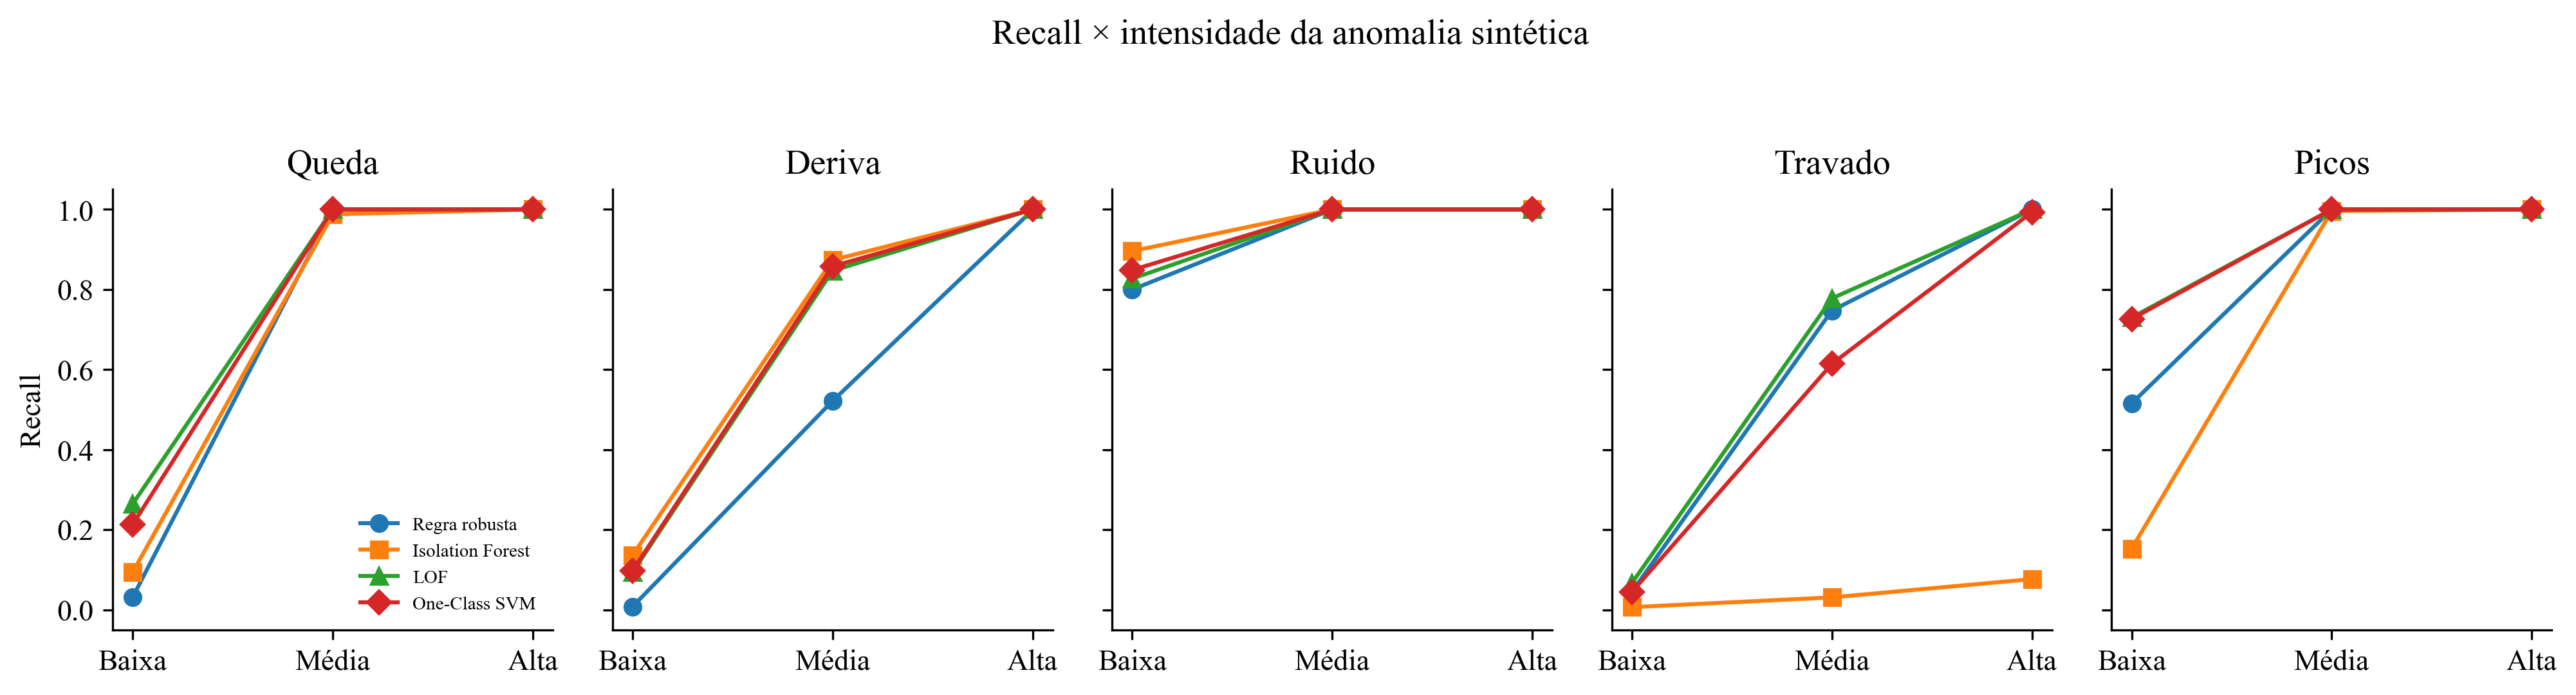 Recall × intensidade da anomalia sintética
Queda
Deriva
Ruido
Travado
Picos
Recall
1.0
0.8
0.6
0.4
0.2
0.0
Regra robusta
Isolation Forest
LOF
One-Class SVM
Baixa Média Alta
Baixa Média Alta
Baixa Média Alta
Baixa Média Alta
Baixa Média Alta